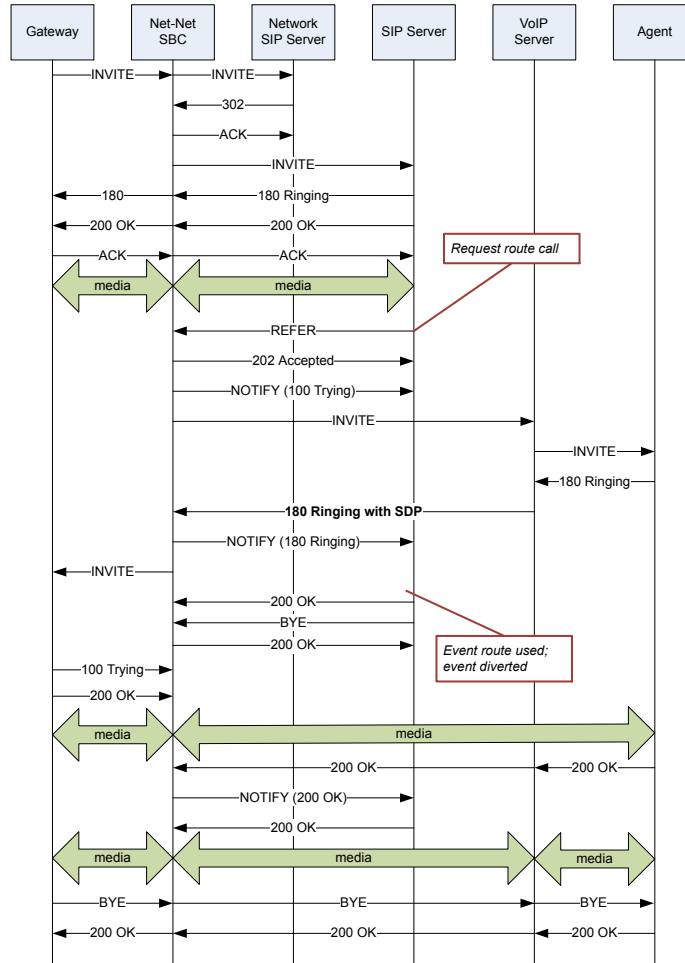 Gateway
Net-Net
SBC
Network
SIP Server
SIP Server
VoIP
Server
Agent
INVITE
INVITE
302
ACK
INVITE
180
180 Ringing
200 OK
200 OK
ACK
ACK
Request route call
media
media
REFER
202 Accepted
NOTIFY (100 Trying)
INVITE
INVITE
180 Ringing
180 Ringing with SDP
NOTIFY (180 Ringing)
INVITE
200 OK
BYE
200 OK
Event route used;
event diverted
100 Trying
200 OK
media
media
200 OK
200 OK
NOTIFY (200 OK)
200 OK
media
media
media
BYE
BYE
BYE
200 OK
200 OK
200 OK